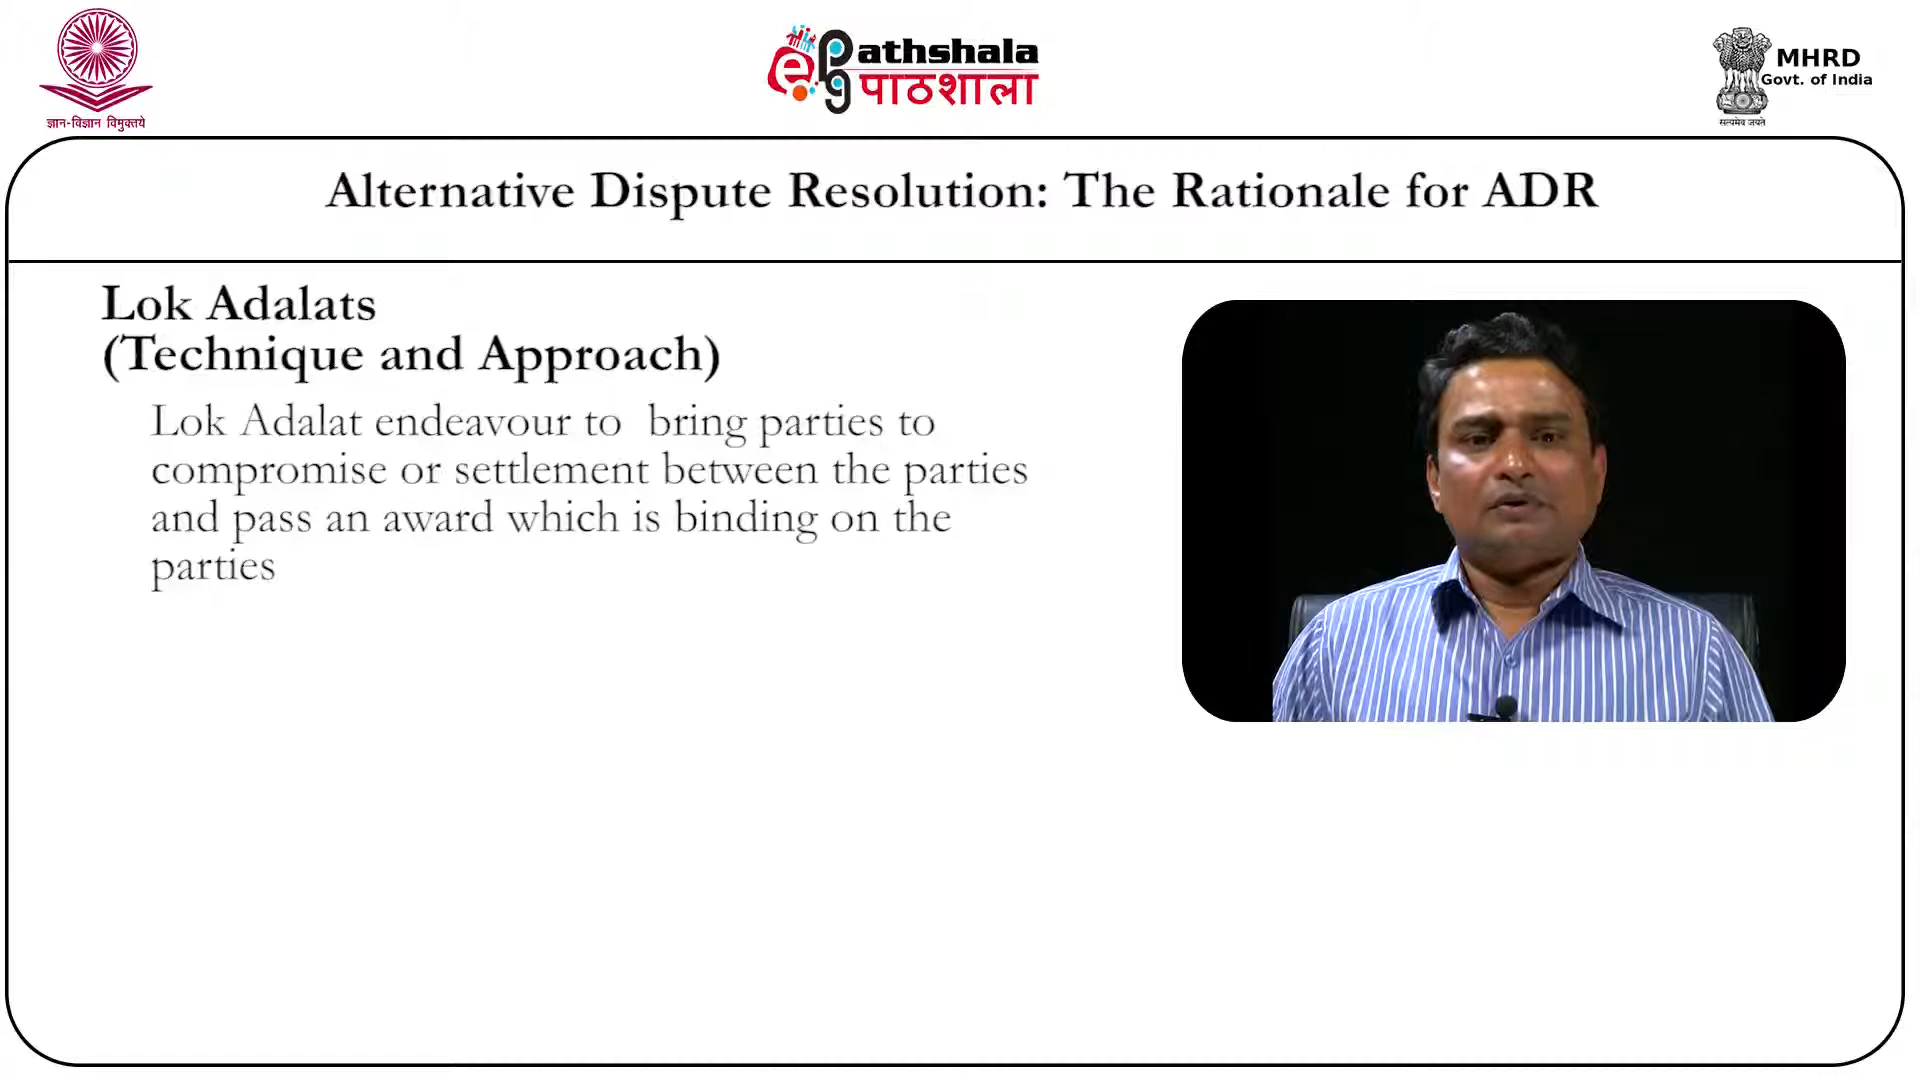 ज्ञान-विज्ञान विमुक्तये
ePathshala
pg पाठशाला
MHRD
Govt. of India
सत्यमेव जयते
Alternative Dispute Resolution: The Rationale for ADR
Lok Adalats
(Technique and Approach)
Lok Adalat endeavour to bring parties to
compromise or settlement between the parties
and pass an award which is binding on the
parties